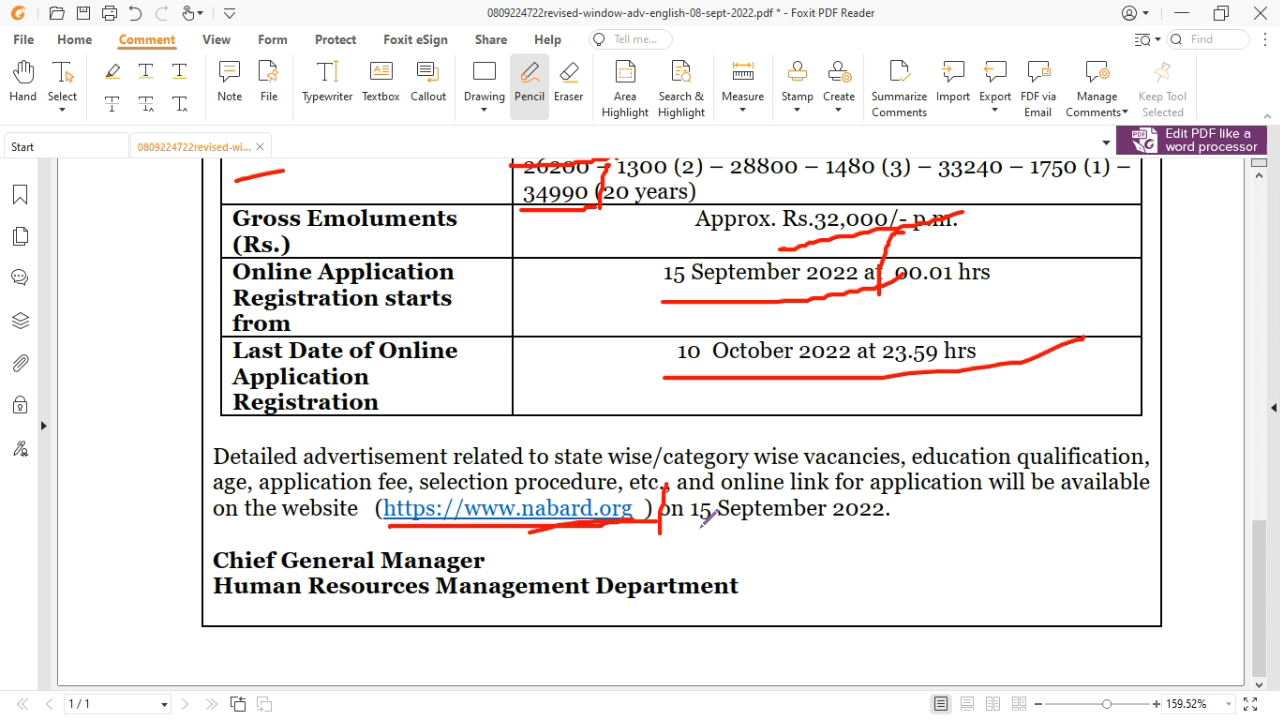 0809224722revised-window-adv-english-08-sept-2022.pdf * - Foxit PDF Reader
File Home Comment View Form Protect Foxit eSign Share Help Tell me... Find
Hand Select Note File Typewriter Textbox Callout Drawing Pencil Eraser Area Highlight Search & Highlight Measure Stamp Create Summarize Comments Import Export PDF via Email Manage Comments Keep Tool Selected
Start 0809224722revised-wi... Edit PDF like a word processor
26200 – 1300 (2) – 28800 – 1480 (3) – 33240 – 1750 (1) –
34990 (20 years)
Gross Emoluments Approx. Rs.32,000/- p.m.
(Rs.)
Online Application 15 September 2022 at 00.01 hrs
Registration starts
from
Last Date of Online 10 October 2022 at 23.59 hrs
Application
Registration
Detailed advertisement related to state wise/category wise vacancies, education qualification,
age, application fee, selection procedure, etc., and online link for application will be available
on the website (https://www.nabard.org ) on 15 September 2022.
Chief General Manager
Human Resources Management Department
1 / 1 159.52%